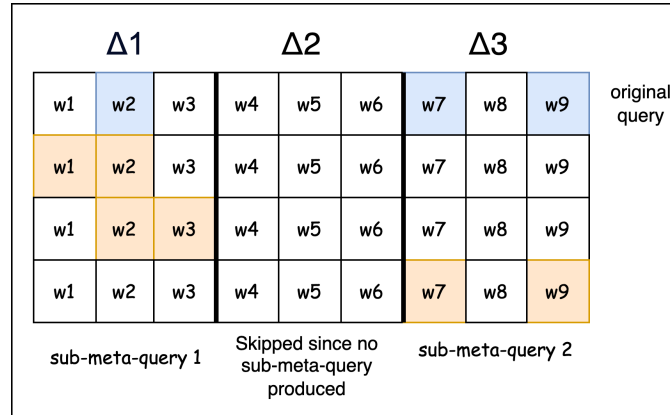 Δ1 Δ2 Δ3
w1 w2 w3 w4 w5 w6 w7 w8 w9
original
query
w1 w2 w3 w4 w5 w6 w7 w8 w9
w1 w2 w3 w4 w5 w6 w7 w8 w9
w1 w2 w3 w4 w5 w6 w7 w8 w9
sub-meta-query 1
Skipped since no
sub-meta-query
produced
sub-meta-query 2